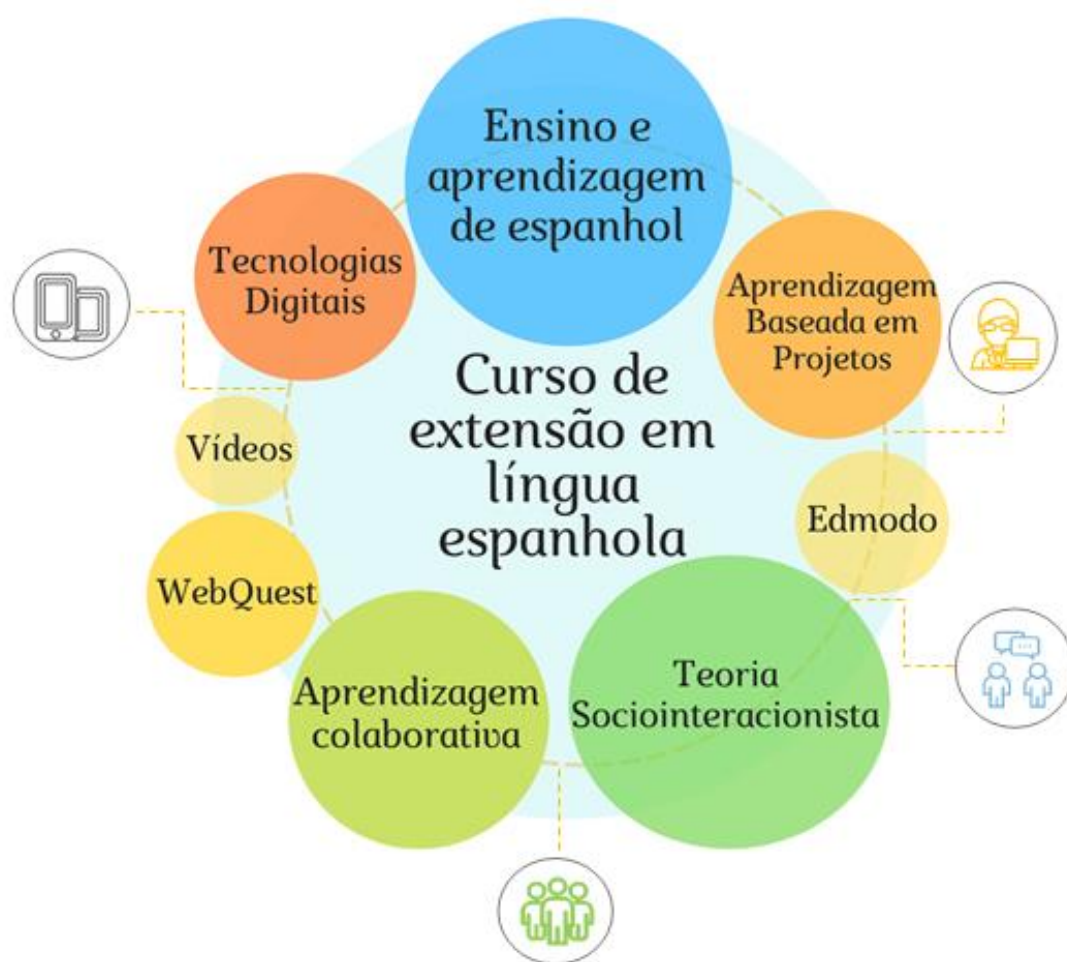 Ensino e
aprendizagem
de espanhol
Tecnologias
Digitais
Aprendizagem
Baseada em
Projetos
Curso de
extensão em
língua
espanhola
Vídeos
Edmodo
WebQuest
Aprendizagem
colaborativa
Teoria
Sociointeracionista